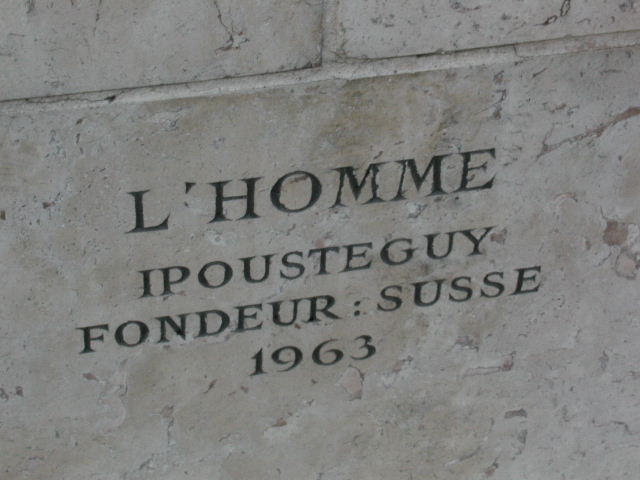 L'HOMME
IPOUSTEGUY
FONDEUR : SUSSE
1963